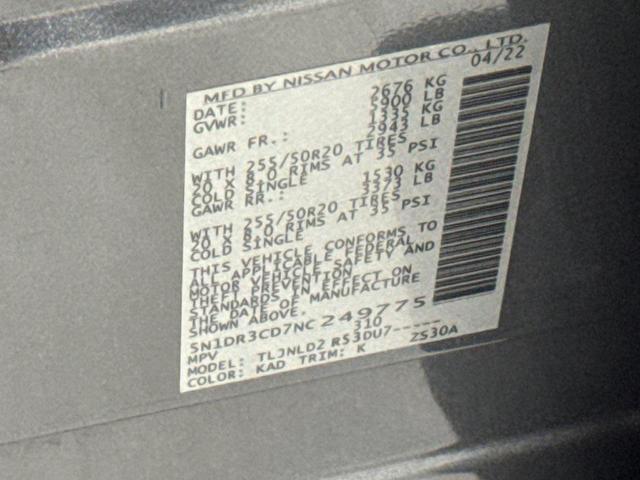 MFD BY NISSAN MOTOR CO., LTD.
DATE: 04/22
GVWR: 2676 KG
5900 LB
GAWR FR.: 1335 KG
2943 LB
WITH 255/50R20 TIRES
20 X 8.0 RIMS AT 35 PSI
COLD SINGLE
GAWR RR.: 1530 KG
3373 LB
WITH 255/50R20 TIRES
20 X 8.0 RIMS AT 35 PSI
COLD SINGLE
THIS VEHICLE CONFORMS TO
ALL APPLICABLE FEDERAL
MOTOR VEHICLE SAFETY AND
THEFT PREVENTION
STANDARDS IN EFFECT ON
THE DATE OF MANUFACTURE
SHOWN ABOVE.
5N1DR3CD7NC249775
MPV 310
MODEL: TLJNLD2 RS3DU7-----
COLOR: KAD TRIM: K ZS30A